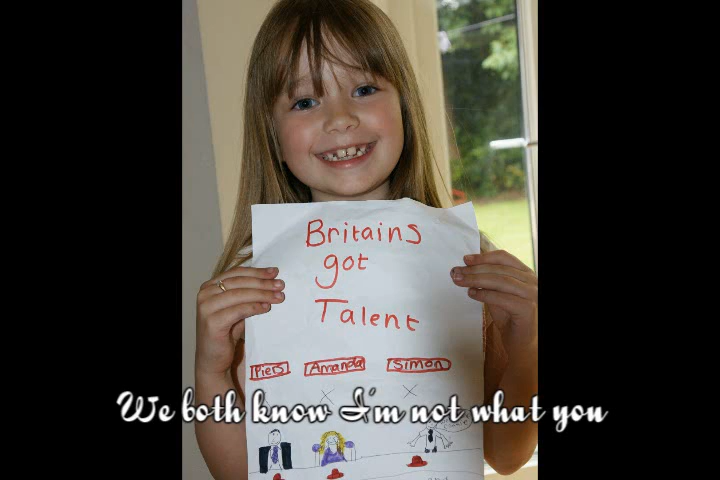 Britains
got
Talent
Piers Amanda Simon
We both know I'm not what you